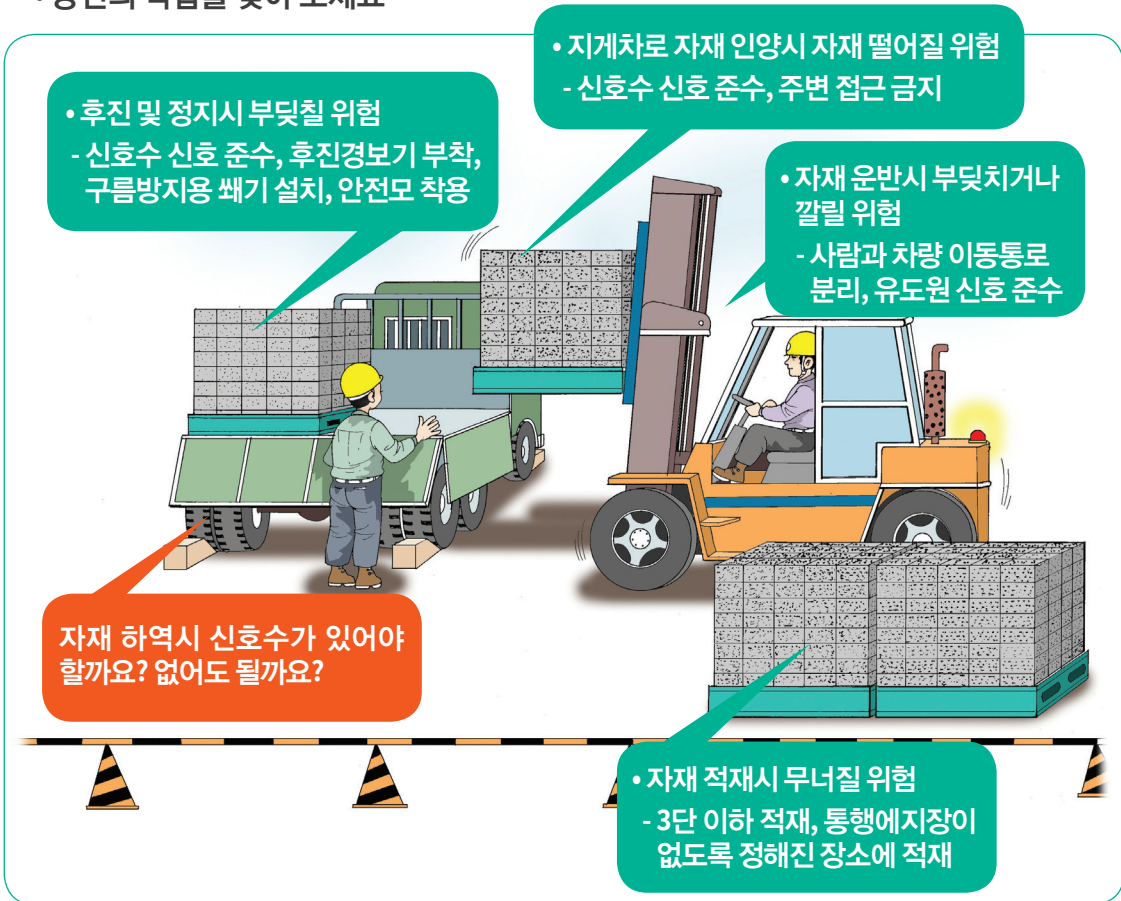 • 지게차로 자재 인양시 자재 떨어질 위험
- 신호수 신호 준수, 주변 접근 금지
• 후진 및 정지시 부딪칠 위험
- 신호수 신호 준수, 후진경보기 부착,
구름방지용 쐐기 설치, 안전모 착용
• 자재 운반시 부딪치거나
깔릴 위험
- 사람과 차량 이동통로
분리, 유도원 신호 준수
자재 하역시 신호수가 있어야
할까요? 없어도 될까요?
• 자재 적재시 무너질 위험
- 3단 이하 적재, 통행에지장이
없도록 정해진 장소에 적재